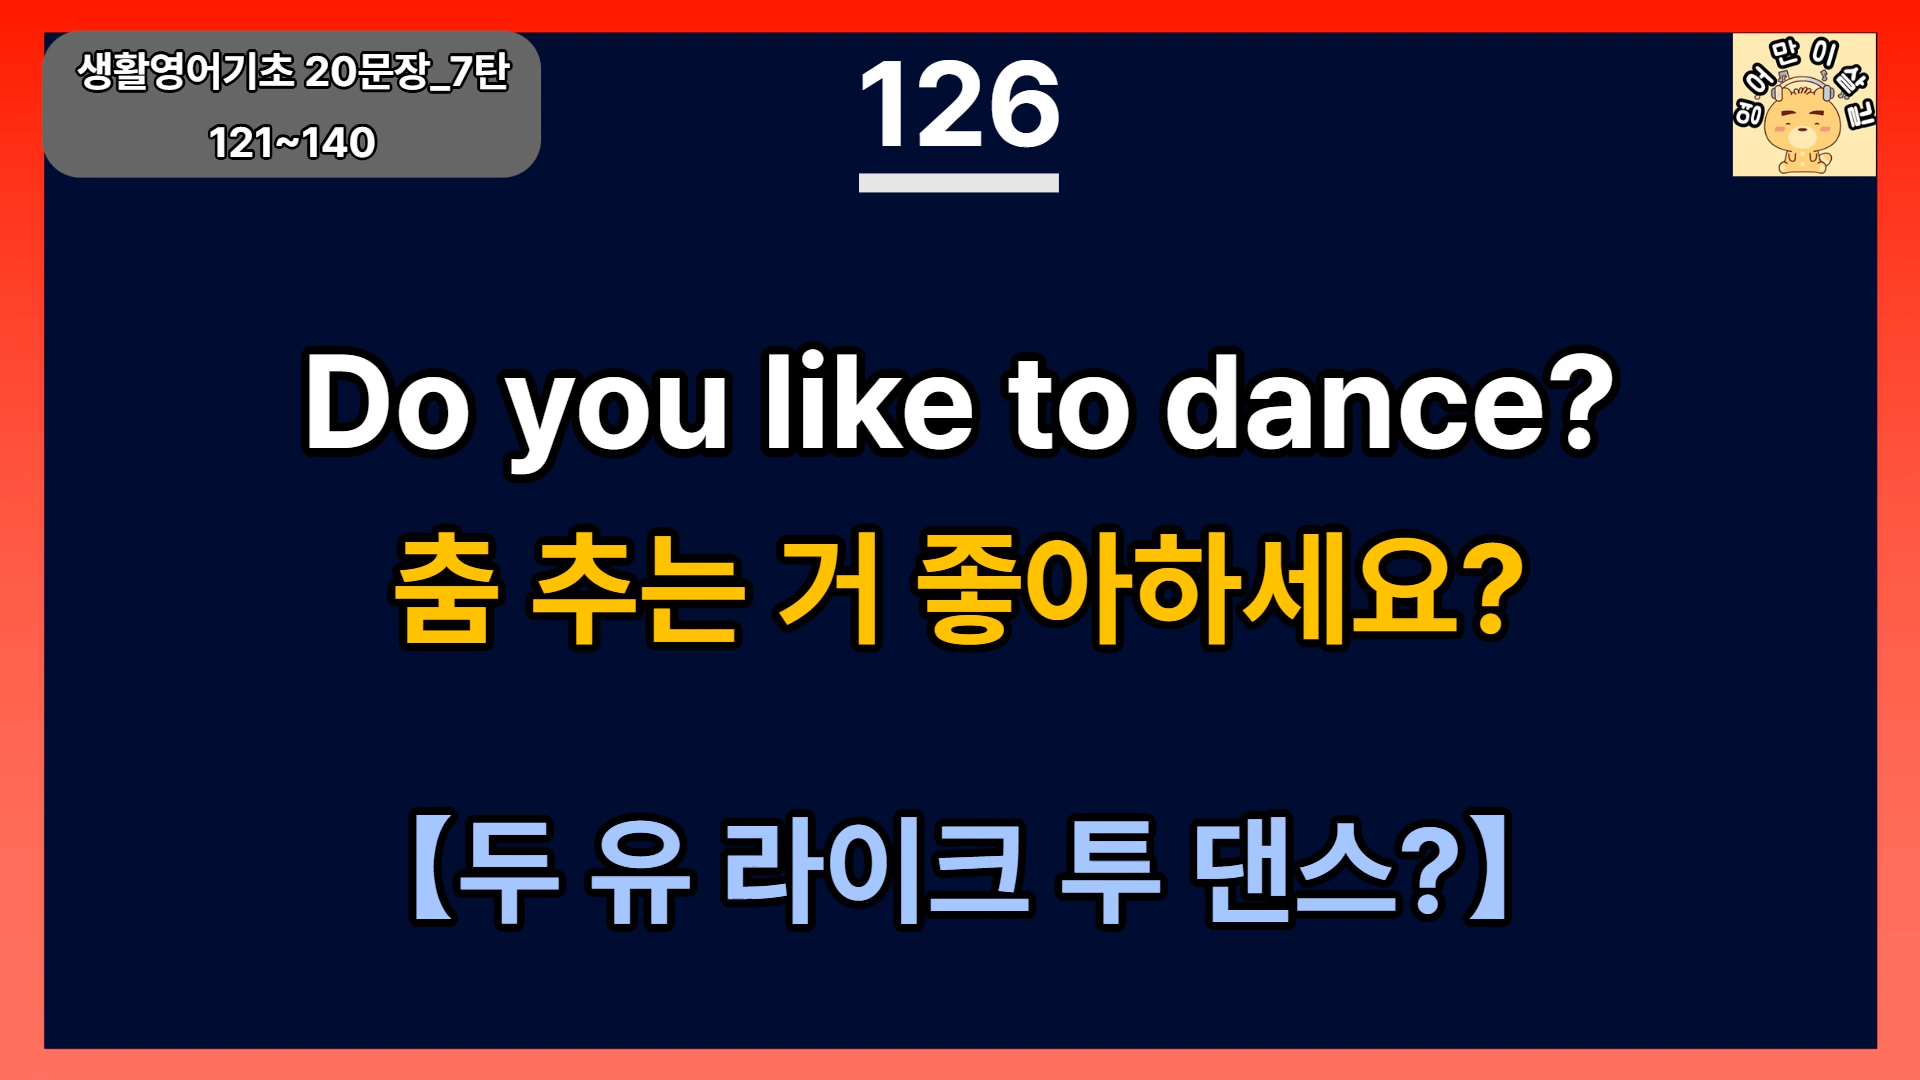 생활영어기초 20문장_7탄
121~140
126
영어만이살길
Do you like to dance?
춤 추는 거 좋아하세요?
【두 유 라이크 투 댄스?】